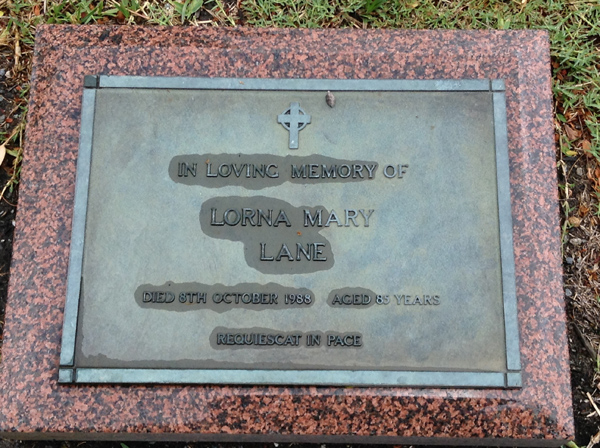 IN LOVING MEMORY OF
LORNA MARY
LANE
DIED 8TH OCTOBER 1988 AGED 85 YEARS
REQUIESCAT IN PACE